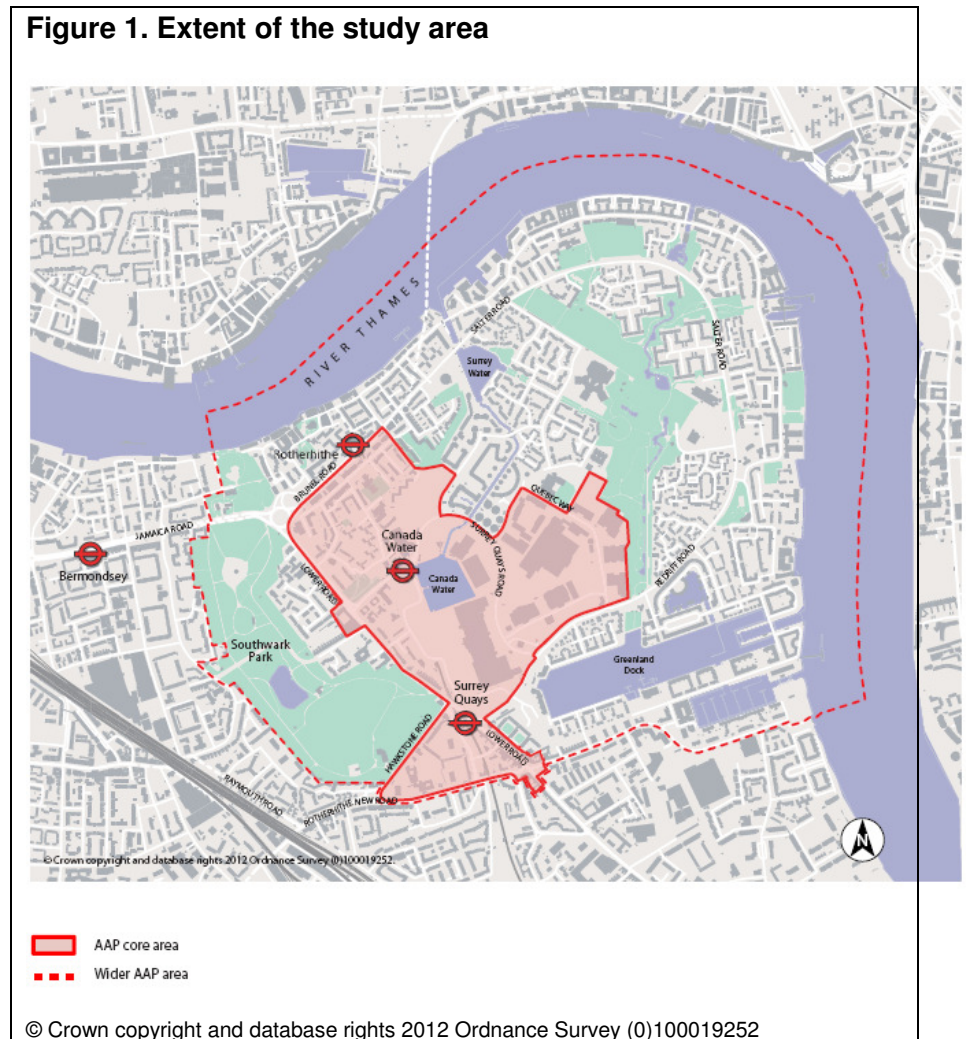 Figure 1. Extent of the study area
RIVER THAMES
SALTER ROAD
SALTER ROAD
Surrey
Water
Rotherhithe
BRUNEL ROAD
QUEBEC WAY
JAMAICA ROAD
Bermondsey
Canada
Water
SURREY QUAYS ROAD
LOWER ROAD
Canada
Water
REDRIFF ROAD
Southwark
Park
Greenland
Dock
Surrey
Quays
HAWKSTONE ROAD
LOWER ROAD
RAYMOUTH ROAD
ROTHERHITHE NEW ROAD
N
© Crown copyright and database rights 2012 Ordnance Survey (0)100019252.
AAP core area
Wider AAP area
© Crown copyright and database rights 2012 Ordnance Survey (0)100019252